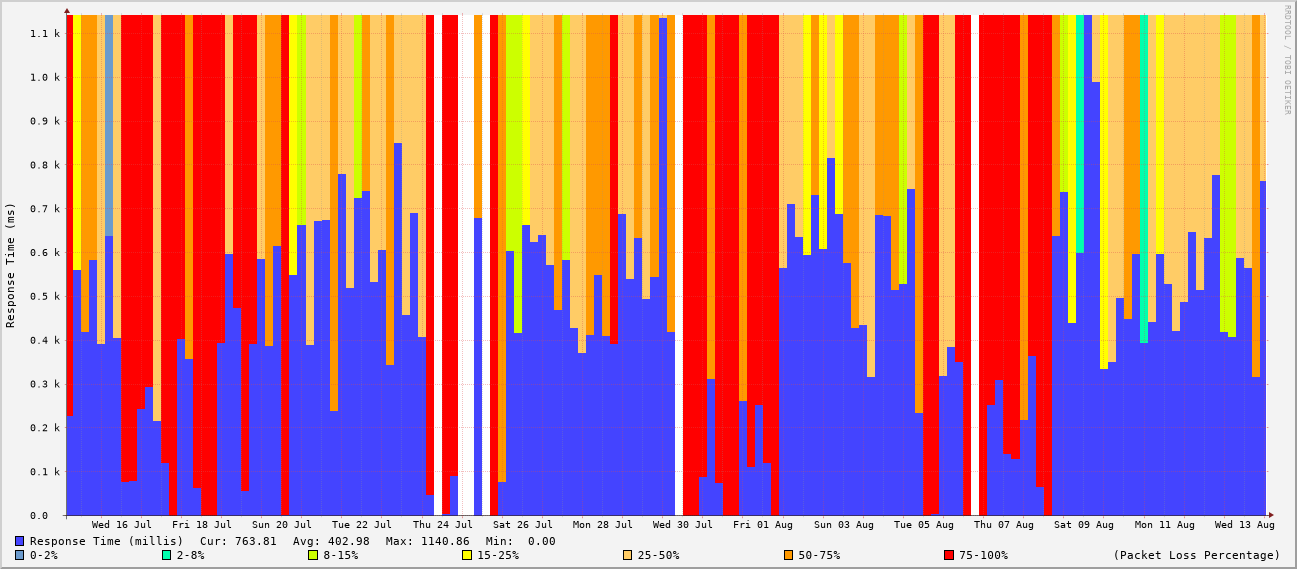 RRDTOOL / TOBI OETIKER
Response Time (ms)
1.1 k
1.0 k
0.9 k
0.8 k
0.7 k
0.6 k
0.5 k
0.4 k
0.3 k
0.2 k
0.1 k
0.0
Wed 16 Jul Fri 18 Jul Sun 20 Jul Tue 22 Jul Thu 24 Jul Sat 26 Jul Mon 28 Jul Wed 30 Jul Fri 01 Aug Sun 03 Aug Tue 05 Aug Thu 07 Aug Sat 09 Aug Mon 11 Aug Wed 13 Aug
Response Time (millis) Cur: 763.81 Avg: 402.98 Max: 1140.86 Min: 0.00
0-2% 2-8% 8-15% 15-25% 25-50% 50-75% 75-100% (Packet Loss Percentage)